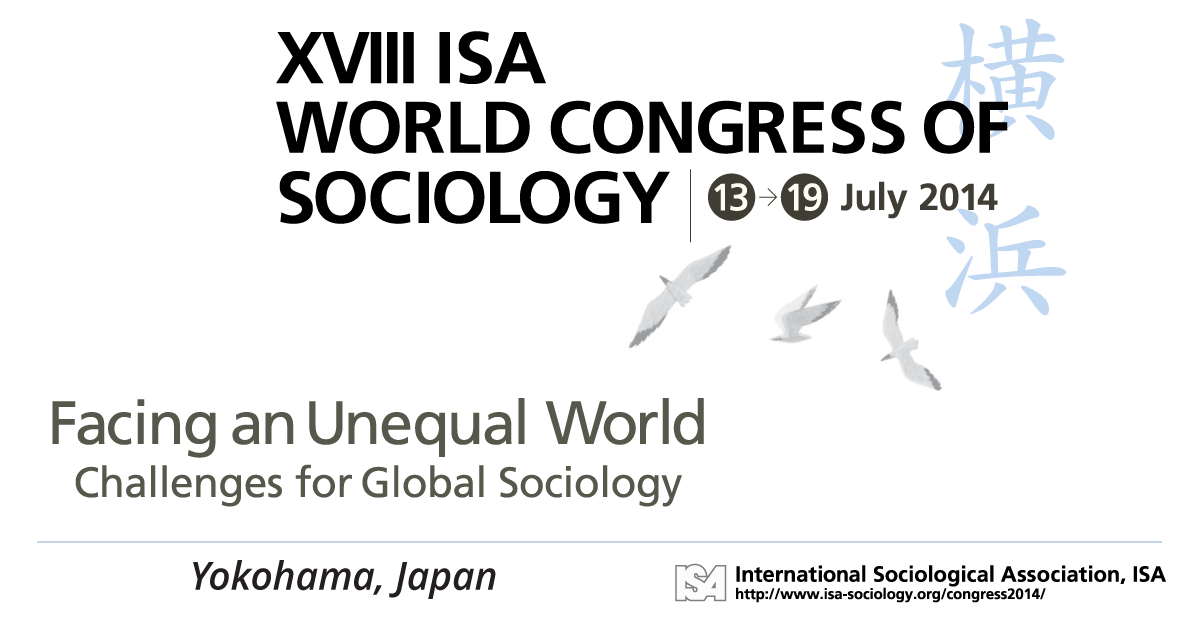 XVIII ISA
WORLD CONGRESS OF
SOCIOLOGY
13→19 July 2014
横
浜
Facing an Unequal World
Challenges for Global Sociology
Yokohama, Japan
ISA
International Sociological Association, ISA
http://www.isa-sociology.org/congress2014/